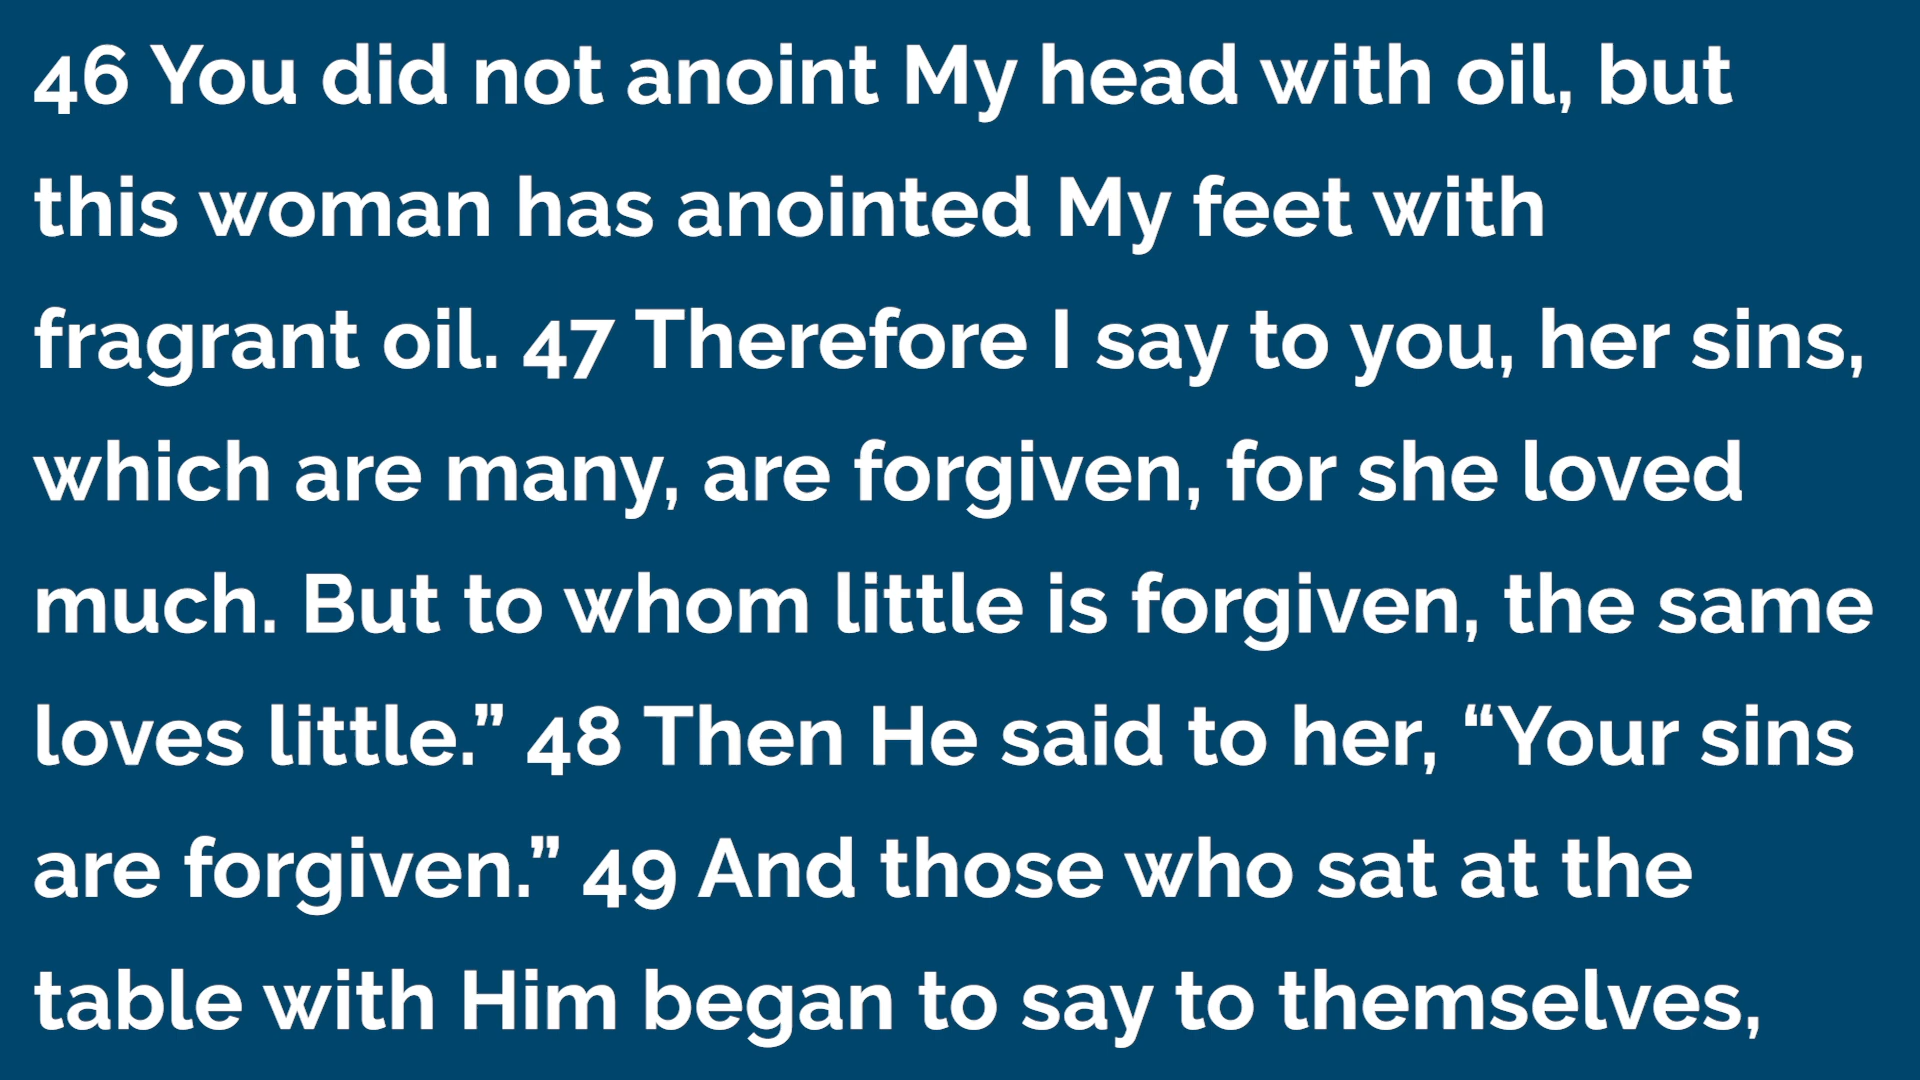 46 You did not anoint My head with oil, but
this woman has anointed My feet with
fragrant oil. 47 Therefore I say to you, her sins,
which are many, are forgiven, for she loved
much. But to whom little is forgiven, the same
loves little.” 48 Then He said to her, “Your sins
are forgiven.” 49 And those who sat at the
table with Him began to say to themselves,